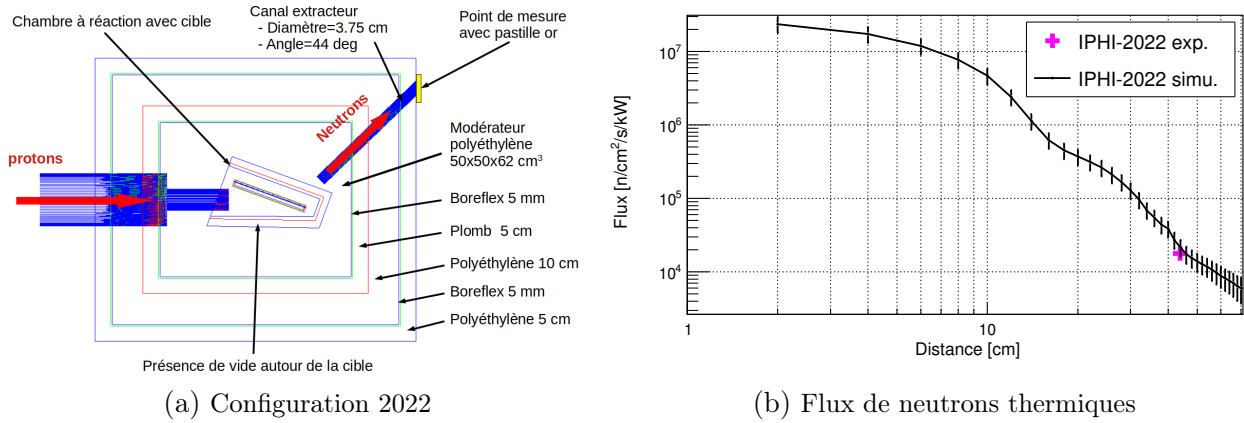 Chambre à réaction avec cible
Canal extracteur
- Diamètre=3.75 cm
- Angle=44 deg
Point de mesure
avec pastille or
Neutrons
protons
Modérateur
polyéthylène
50x50x62 cm³
Boreflex 5 mm
Plomb 5 cm
Polyéthylène 10 cm
Boreflex 5 mm
Polyéthylène 5 cm
Présence de vide autour de la cible
(a) Configuration 2022
Flux [n/cm²/s/kW]
10⁷
10⁶
10⁵
10⁴
IPHI-2022 exp.
IPHI-2022 simu.
1
10
Distance [cm]
(b) Flux de neutrons thermiques